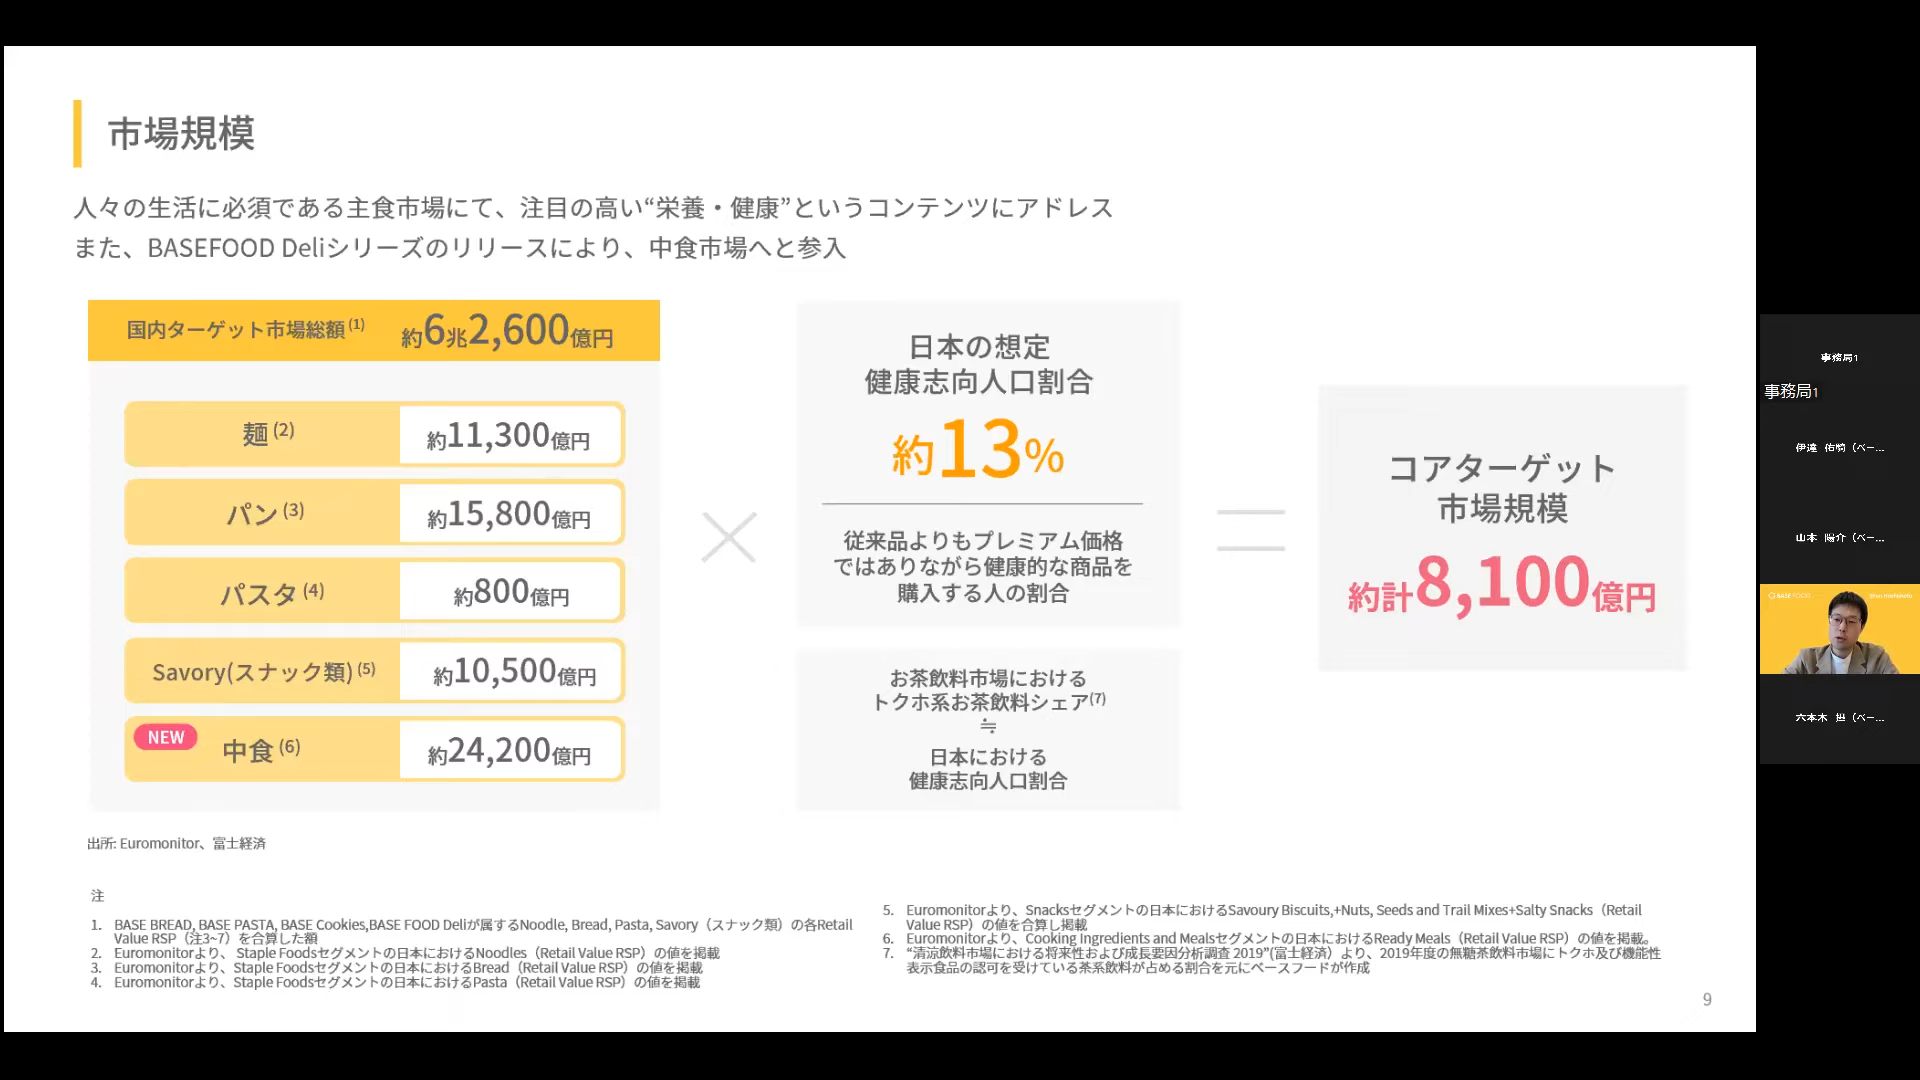 市場規模
人々の生活に必須である主食市場にて、注目の高い“栄養・健康”というコンテンツにアドレス
また、BASEFOOD Deliシリーズのリリースにより、中食市場へと参入
国内ターゲット市場総額(1) 約6兆2,600億円
麺(2) 約11,300億円
パン(3) 約15,800億円
パスタ(4) 約800億円
Savory(スナック類)(5) 約10,500億円
NEW 中食(6) 約24,200億円
×
日本の想定
健康志向人口割合
約13%
従来品よりもプレミアム価格
ではありながら健康的な商品を
購入する人の割合
お茶飲料市場における
トクホ系お茶飲料シェア(7)
≒
日本における
健康志向人口割合
=
コアターゲット
市場規模
約計8,100億円
出所: Euromonitor、富士経済
注
1. BASE BREAD, BASE PASTA, BASE Cookies,BASE FOOD Deliが属するNoodle, Bread, Pasta, Savory（スナック類）の各Retail
Value RSP（注3~7）を合算した額
2. Euromonitorより、 Staple Foodsセグメントの日本におけるNoodles（Retail Value RSP）の値を掲載
3. Euromonitorより、Staple Foodsセグメントの日本におけるBread（Retail Value RSP）の値を掲載
4. Euromonitorより、Staple Foodsセグメントの日本におけるPasta（Retail Value RSP）の値を掲載
5. Euromonitorより、Snacksセグメントの日本におけるSavoury Biscuits,+Nuts, Seeds and Trail Mixes+Salty Snacks（Retail
Value RSP）の値を合算し掲載
6. Euromonitorより、Cooking Ingredients and Mealsセグメントの日本におけるReady Meals（Retail Value RSP）の値を掲載。
7. “清涼飲料市場における将来性および成長要因分析調査 2019”(富士経済）より、2019年度の無糖茶飲料市場にトクホ及び機能性
表示食品の認可を受けている茶系飲料が占める割合を元にベースフードが作成
9
事務局1
事務局1
伊達 佑騎（ベー...
山本 陽介（ベー...
BASE FOOD
六本木 （ベー...